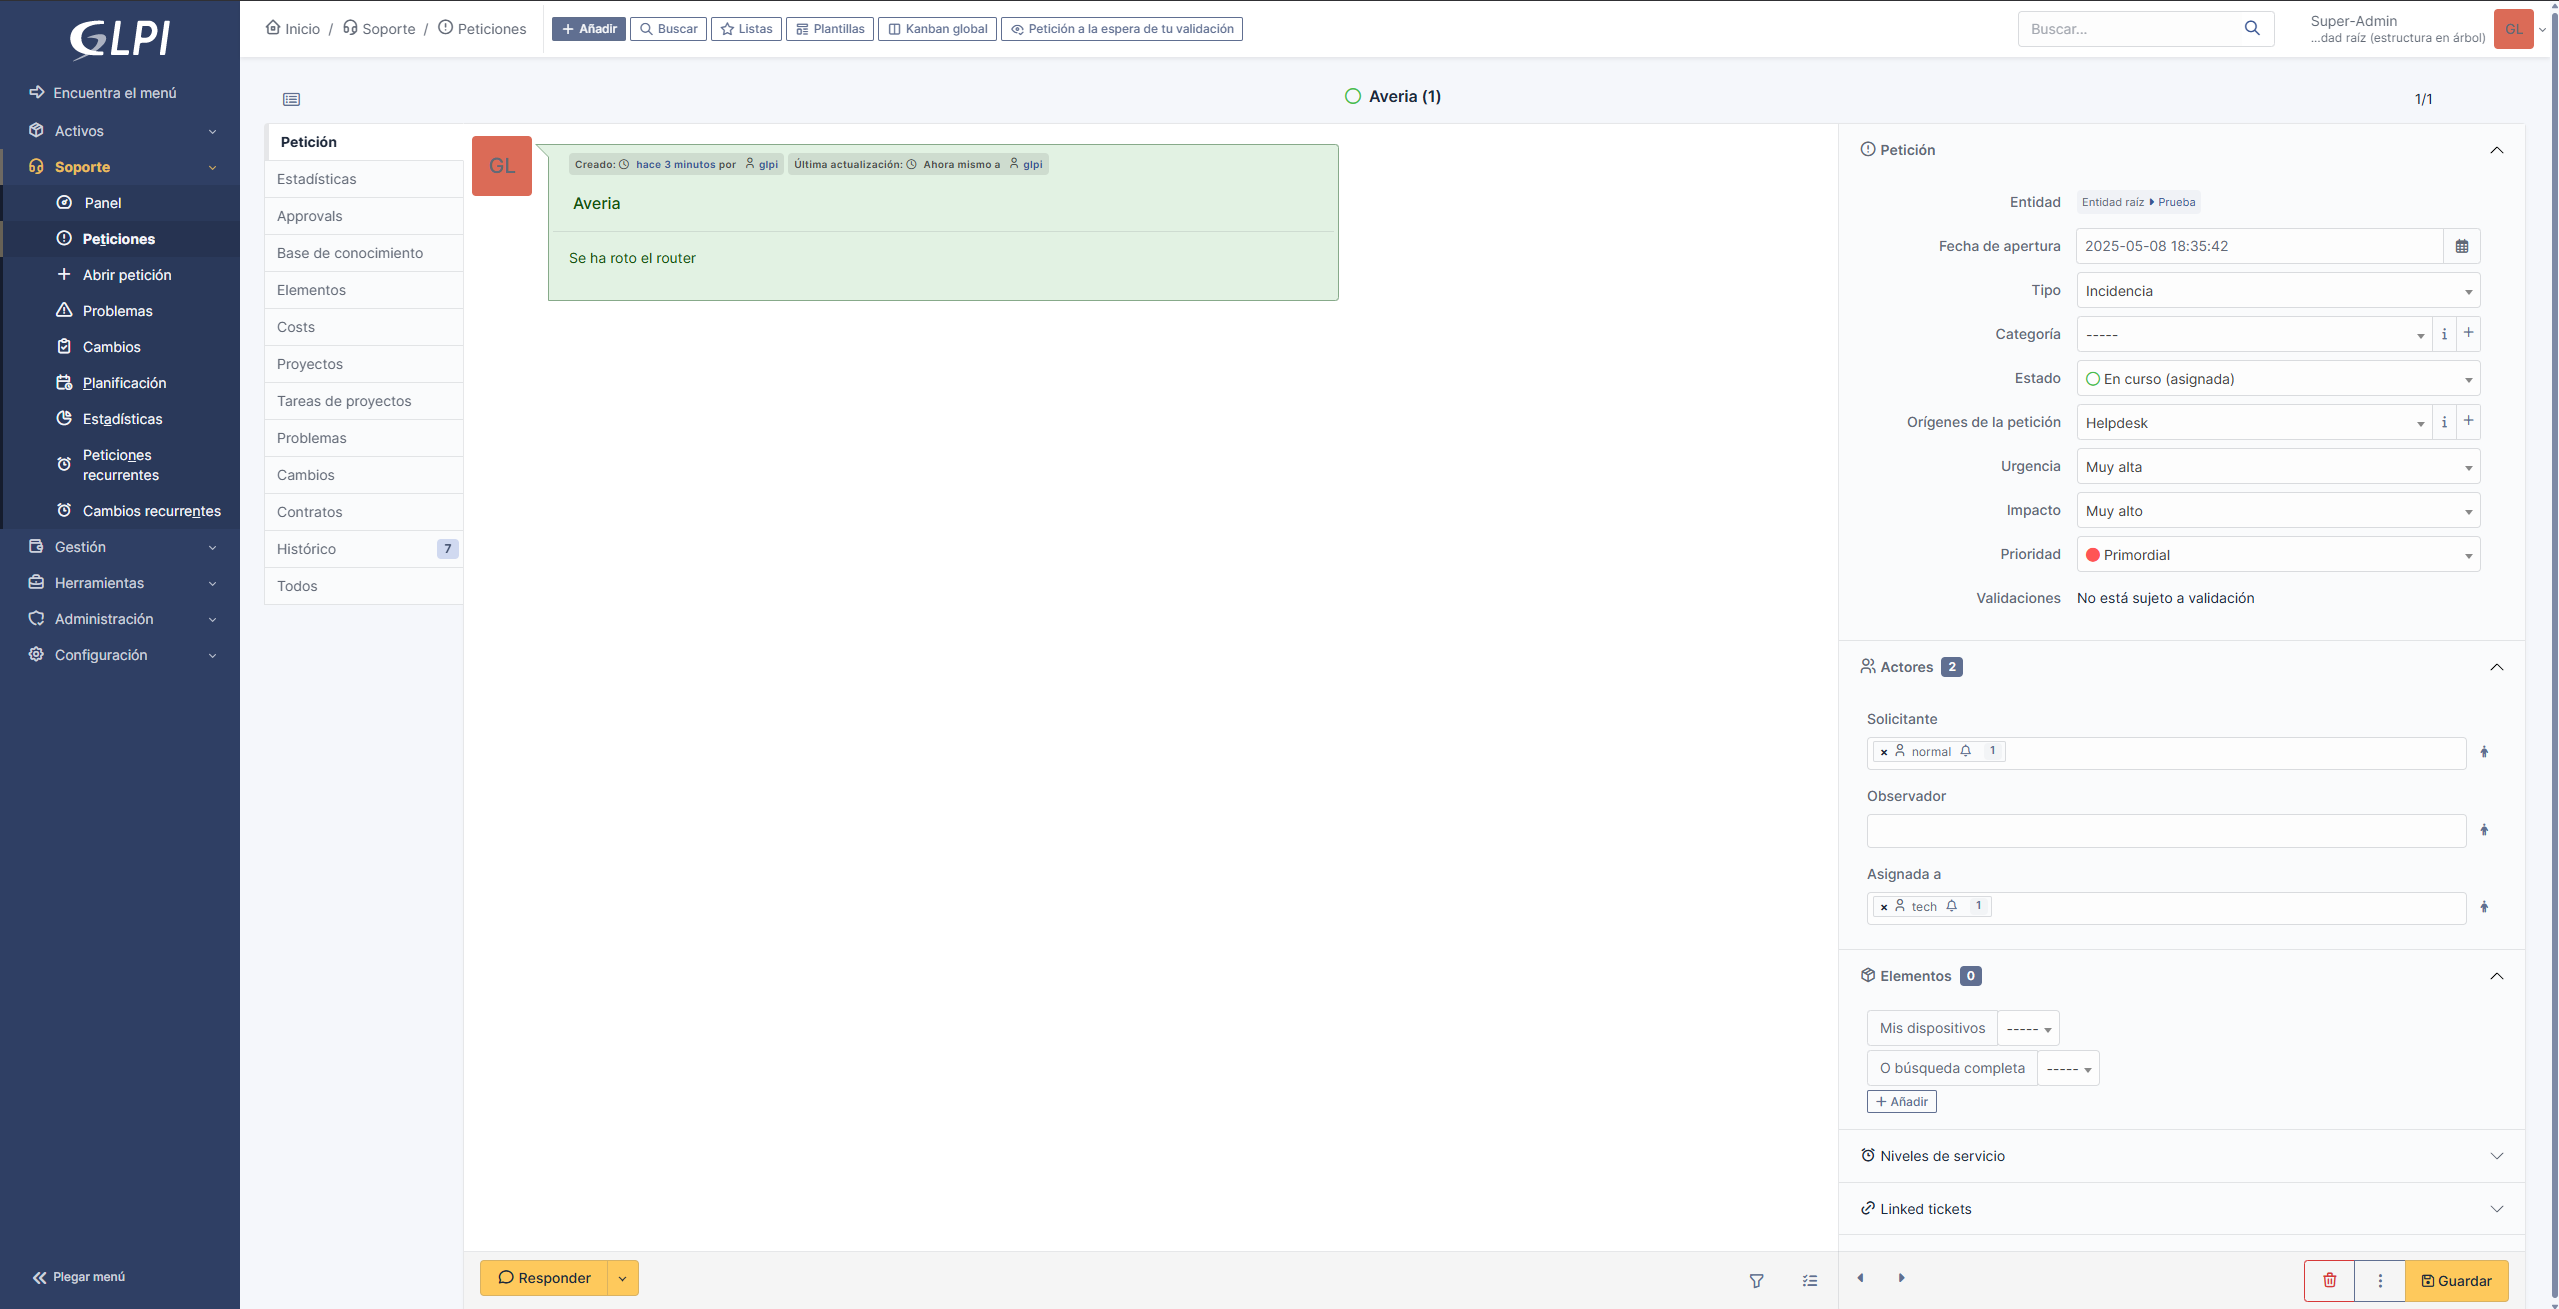 GLPI
Encuentra el menú
Activos
Soporte
Panel
Peticiones
Abrir petición
Problemas
Cambios
Planificación
Estadísticas
Peticiones
recurrentes
Cambios recurrentes
Gestión
Herramientas
Administración
Configuración
Plegar menú
Inicio / Soporte / Peticiones
Añadir
Buscar
Listas
Plantillas
Kanban global
Petición a la espera de tu validación
Buscar...
Super-Admin
...dad raíz (estructura en árbol)
GL
Averia (1)
1/1
Petición
Estadísticas
Approvals
Base de conocimiento
Elementos
Costs
Proyectos
Tareas de proyectos
Problemas
Cambios
Contratos
Histórico 7
Todos
GL
Creado: hace 3 minutos por glpi Última actualización: Ahora mismo a glpi
Averia
Se ha roto el router
Petición
Entidad Entidad raíz Prueba
Fecha de apertura 2025-05-08 18:35:42
Tipo Incidencia
Categoría ----- i +
Estado En curso (asignada)
Orígenes de la petición Helpdesk i +
Urgencia Muy alta
Impacto Muy alto
Prioridad Primordial
Validaciones No está sujeto a validación
Actores 2
Solicitante
× normal 1
Observador
Asignada a
× tech 1
Elementos 0
Mis dispositivos -----
O búsqueda completa -----
+ Añadir
Niveles de servicio
Linked tickets
Responder
Guardar